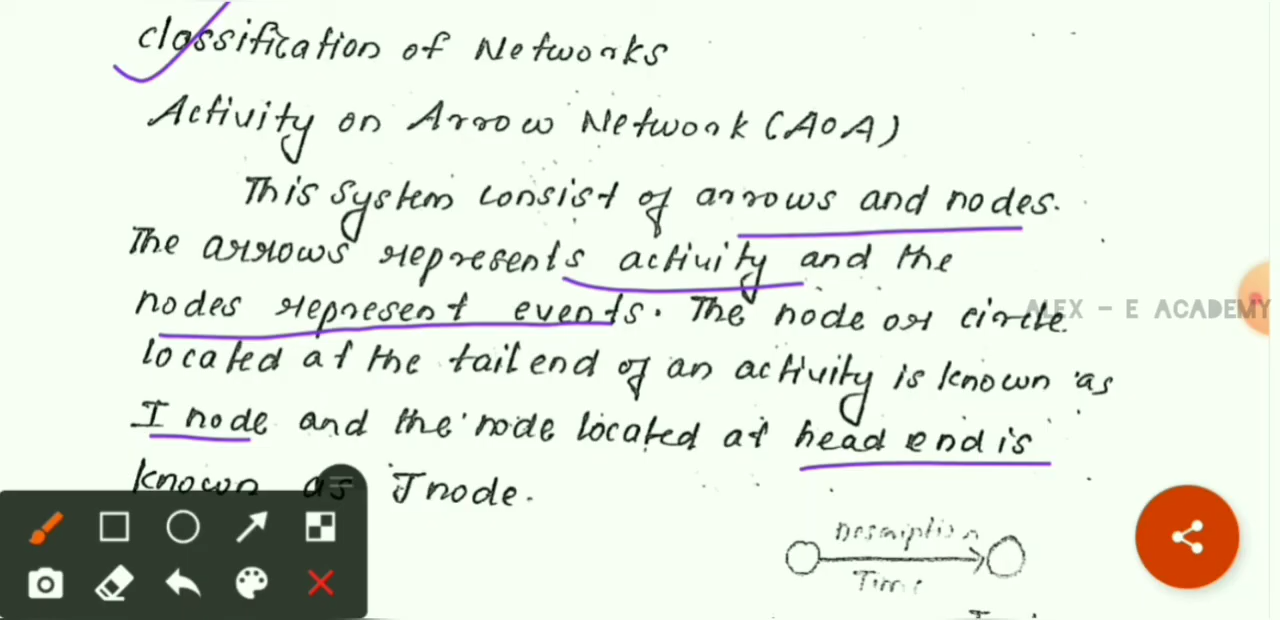 classification of Networks
Activity on Arrow Network (AOA)
This system consist of arrows and nodes.
The arrows represents activity and the
nodes represent events. The node or circle
located at the tail end of an activity is known as
I node and the node located at head end is
known as J node.
ALEX - E ACADEMY
Description
Time